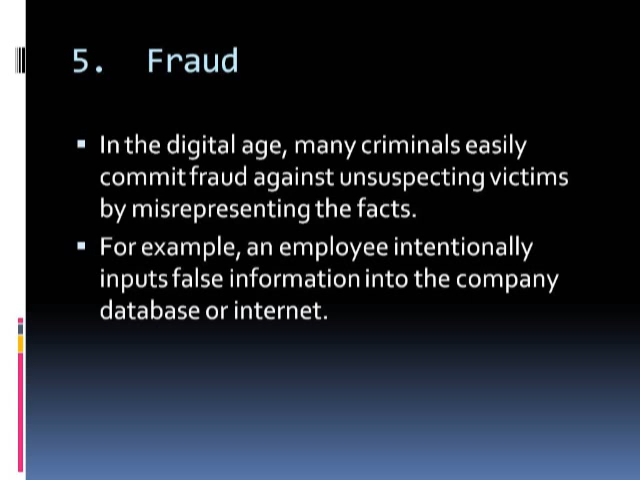 5. Fraud
▪ In the digital age, many criminals easily
commit fraud against unsuspecting victims
by misrepresenting the facts.
▪ For example, an employee intentionally
inputs false information into the company
database or internet.